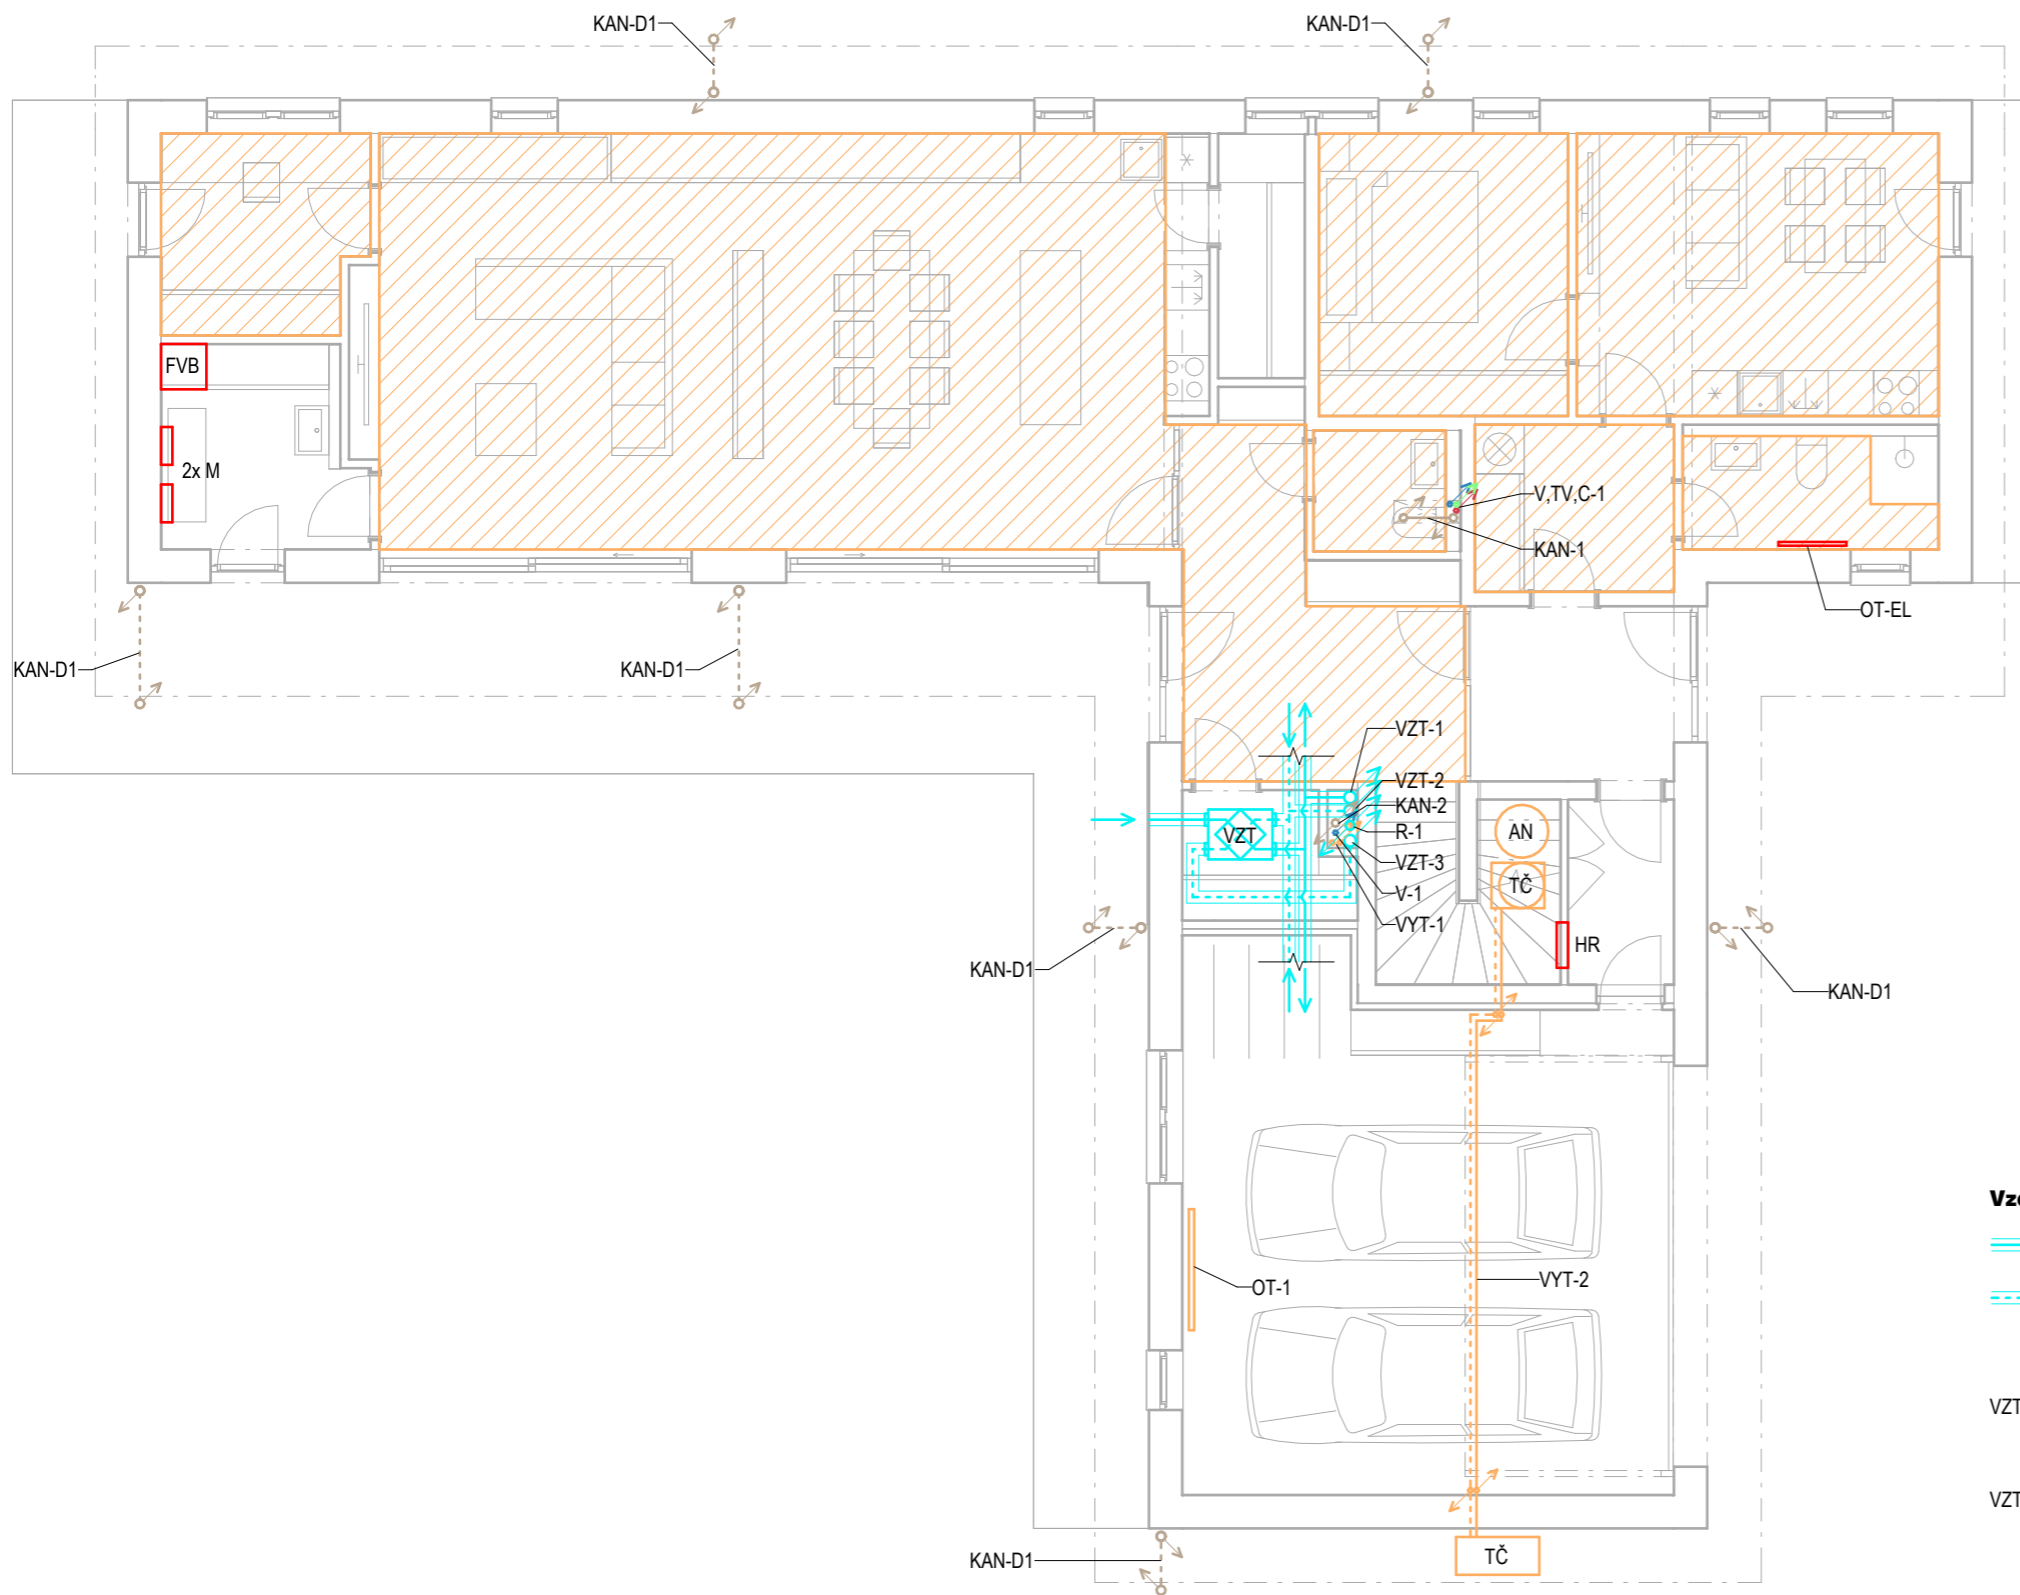 KAN-D1
KAN-D1
FVB
2x M
V,TV,C-1
KAN-1
OT-EL
KAN-D1
KAN-D1
VZT-1
VZT-2
KAN-2
R-1
VZT-3
V-1
VYT-1
VZT
AN
TČ
HR
KAN-D1
KAN-D1
OT-1
VYT-2
KAN-D1
TČ
VZT
VZT